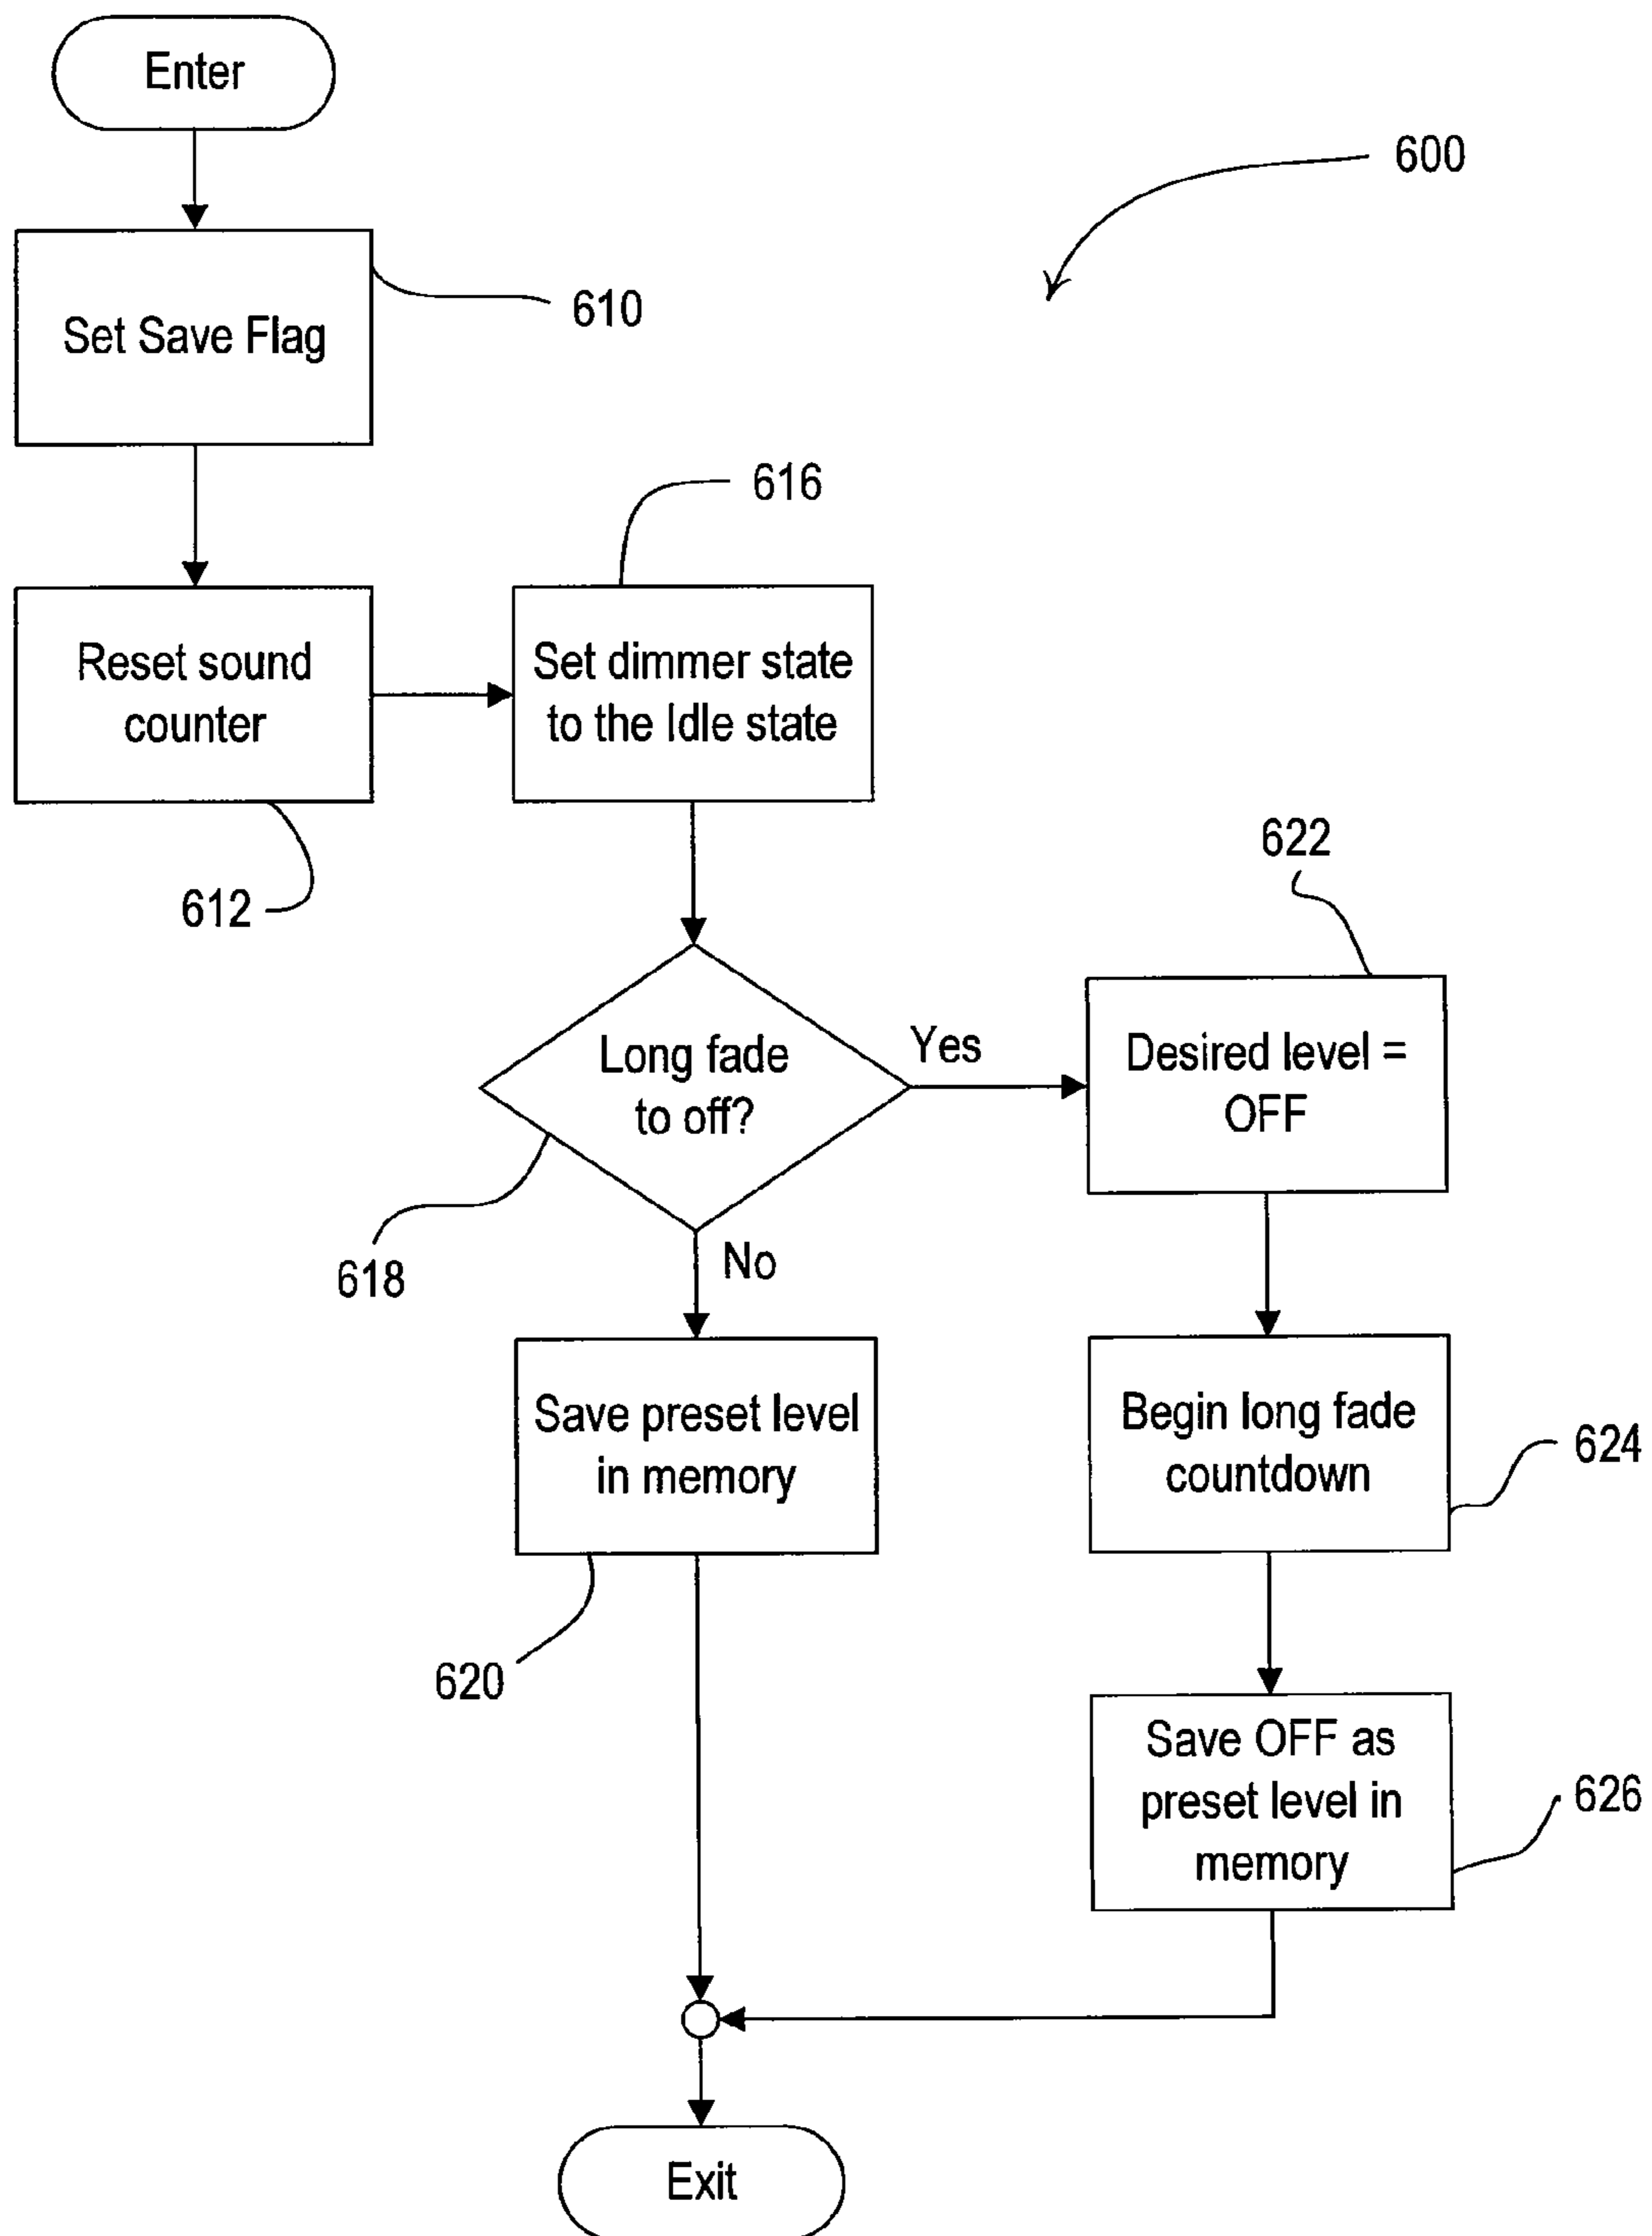 Enter
600
610
Set Save Flag
616
Reset sound
counter
Set dimmer state
to the Idle state
612
622
Long fade
to off?
Yes
Desired level =
OFF
618
No
Save preset level
in memory
Begin long fade
countdown
624
620
Save OFF as
preset level in
memory
626
Exit